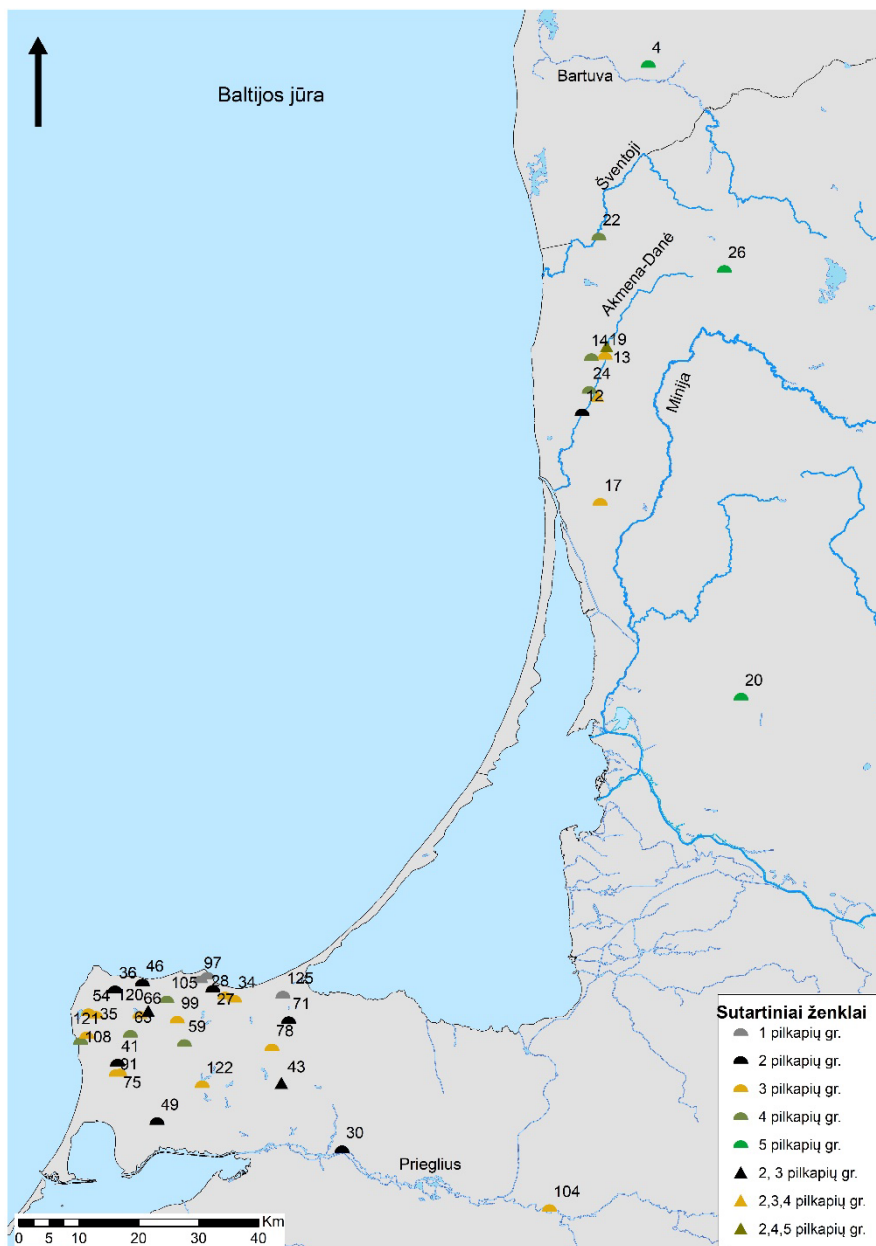 4
Bartuva
Baltijos jūra
Šventoji
22
26
Akmena-Danė
14
19
13
24
12
Minija
17
20
97
46
36
105
28
34
125
54
120
66
99
27
71
35
65
121
59
78
108
41
91
75
122
43
49
30
Prieglius
104
Sutartiniai ženklai
1 pilkapių gr.
2 pilkapių gr.
3 pilkapių gr.
4 pilkapių gr.
5 pilkapių gr.
2, 3 pilkapių gr.
2,3,4 pilkapių gr.
2,4,5 pilkapių gr.
Km
0 5 10 20 30 40